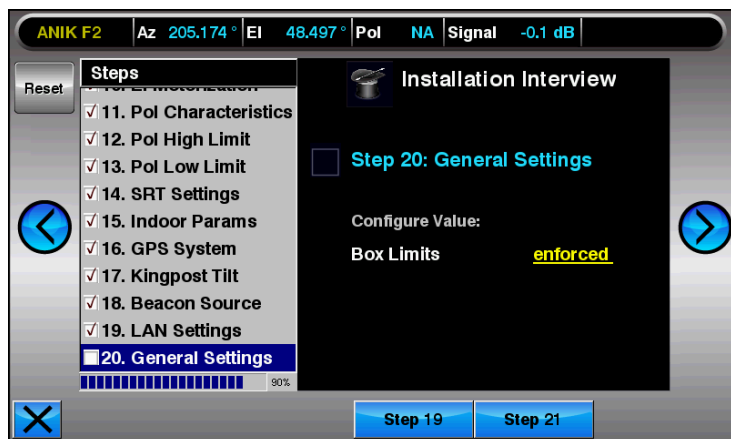 ANIK F2 Az 205.174 ° El 48.497 ° Pol NA Signal -0.1 dB
Reset
Steps
10. El Motorization
11. Pol Characteristics
12. Pol High Limit
13. Pol Low Limit
14. SRT Settings
15. Indoor Params
16. GPS System
17. Kingpost Tilt
18. Beacon Source
19. LAN Settings
20. General Settings
90%
Installation Interview
Step 20: General Settings
Configure Value:
Box Limits enforced
Step 19 Step 21